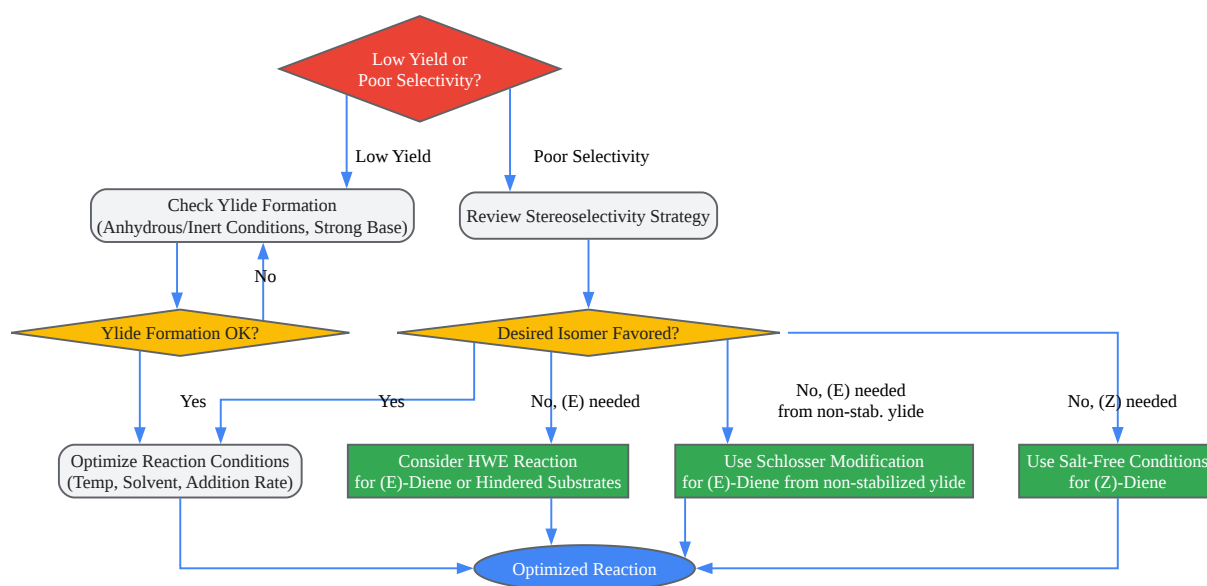 Low Yield or
Poor Selectivity?
Low Yield
Poor Selectivity
Check Ylide Formation
(Anhydrous/Inert Conditions, Strong Base)
Review Stereoselectivity Strategy
No
Ylide Formation OK?
Desired Isomer Favored?
Yes
Yes
No, (E) needed
No, (E) needed
from non-stab. ylide
No, (Z) needed
Optimize Reaction Conditions
(Temp, Solvent, Addition Rate)
Consider HWE Reaction
for (E)-Diene or Hindered Substrates
Use Schlosser Modification
for (E)-Diene from non-stabilized ylide
Use Salt-Free Conditions
for (Z)-Diene
Optimized Reaction